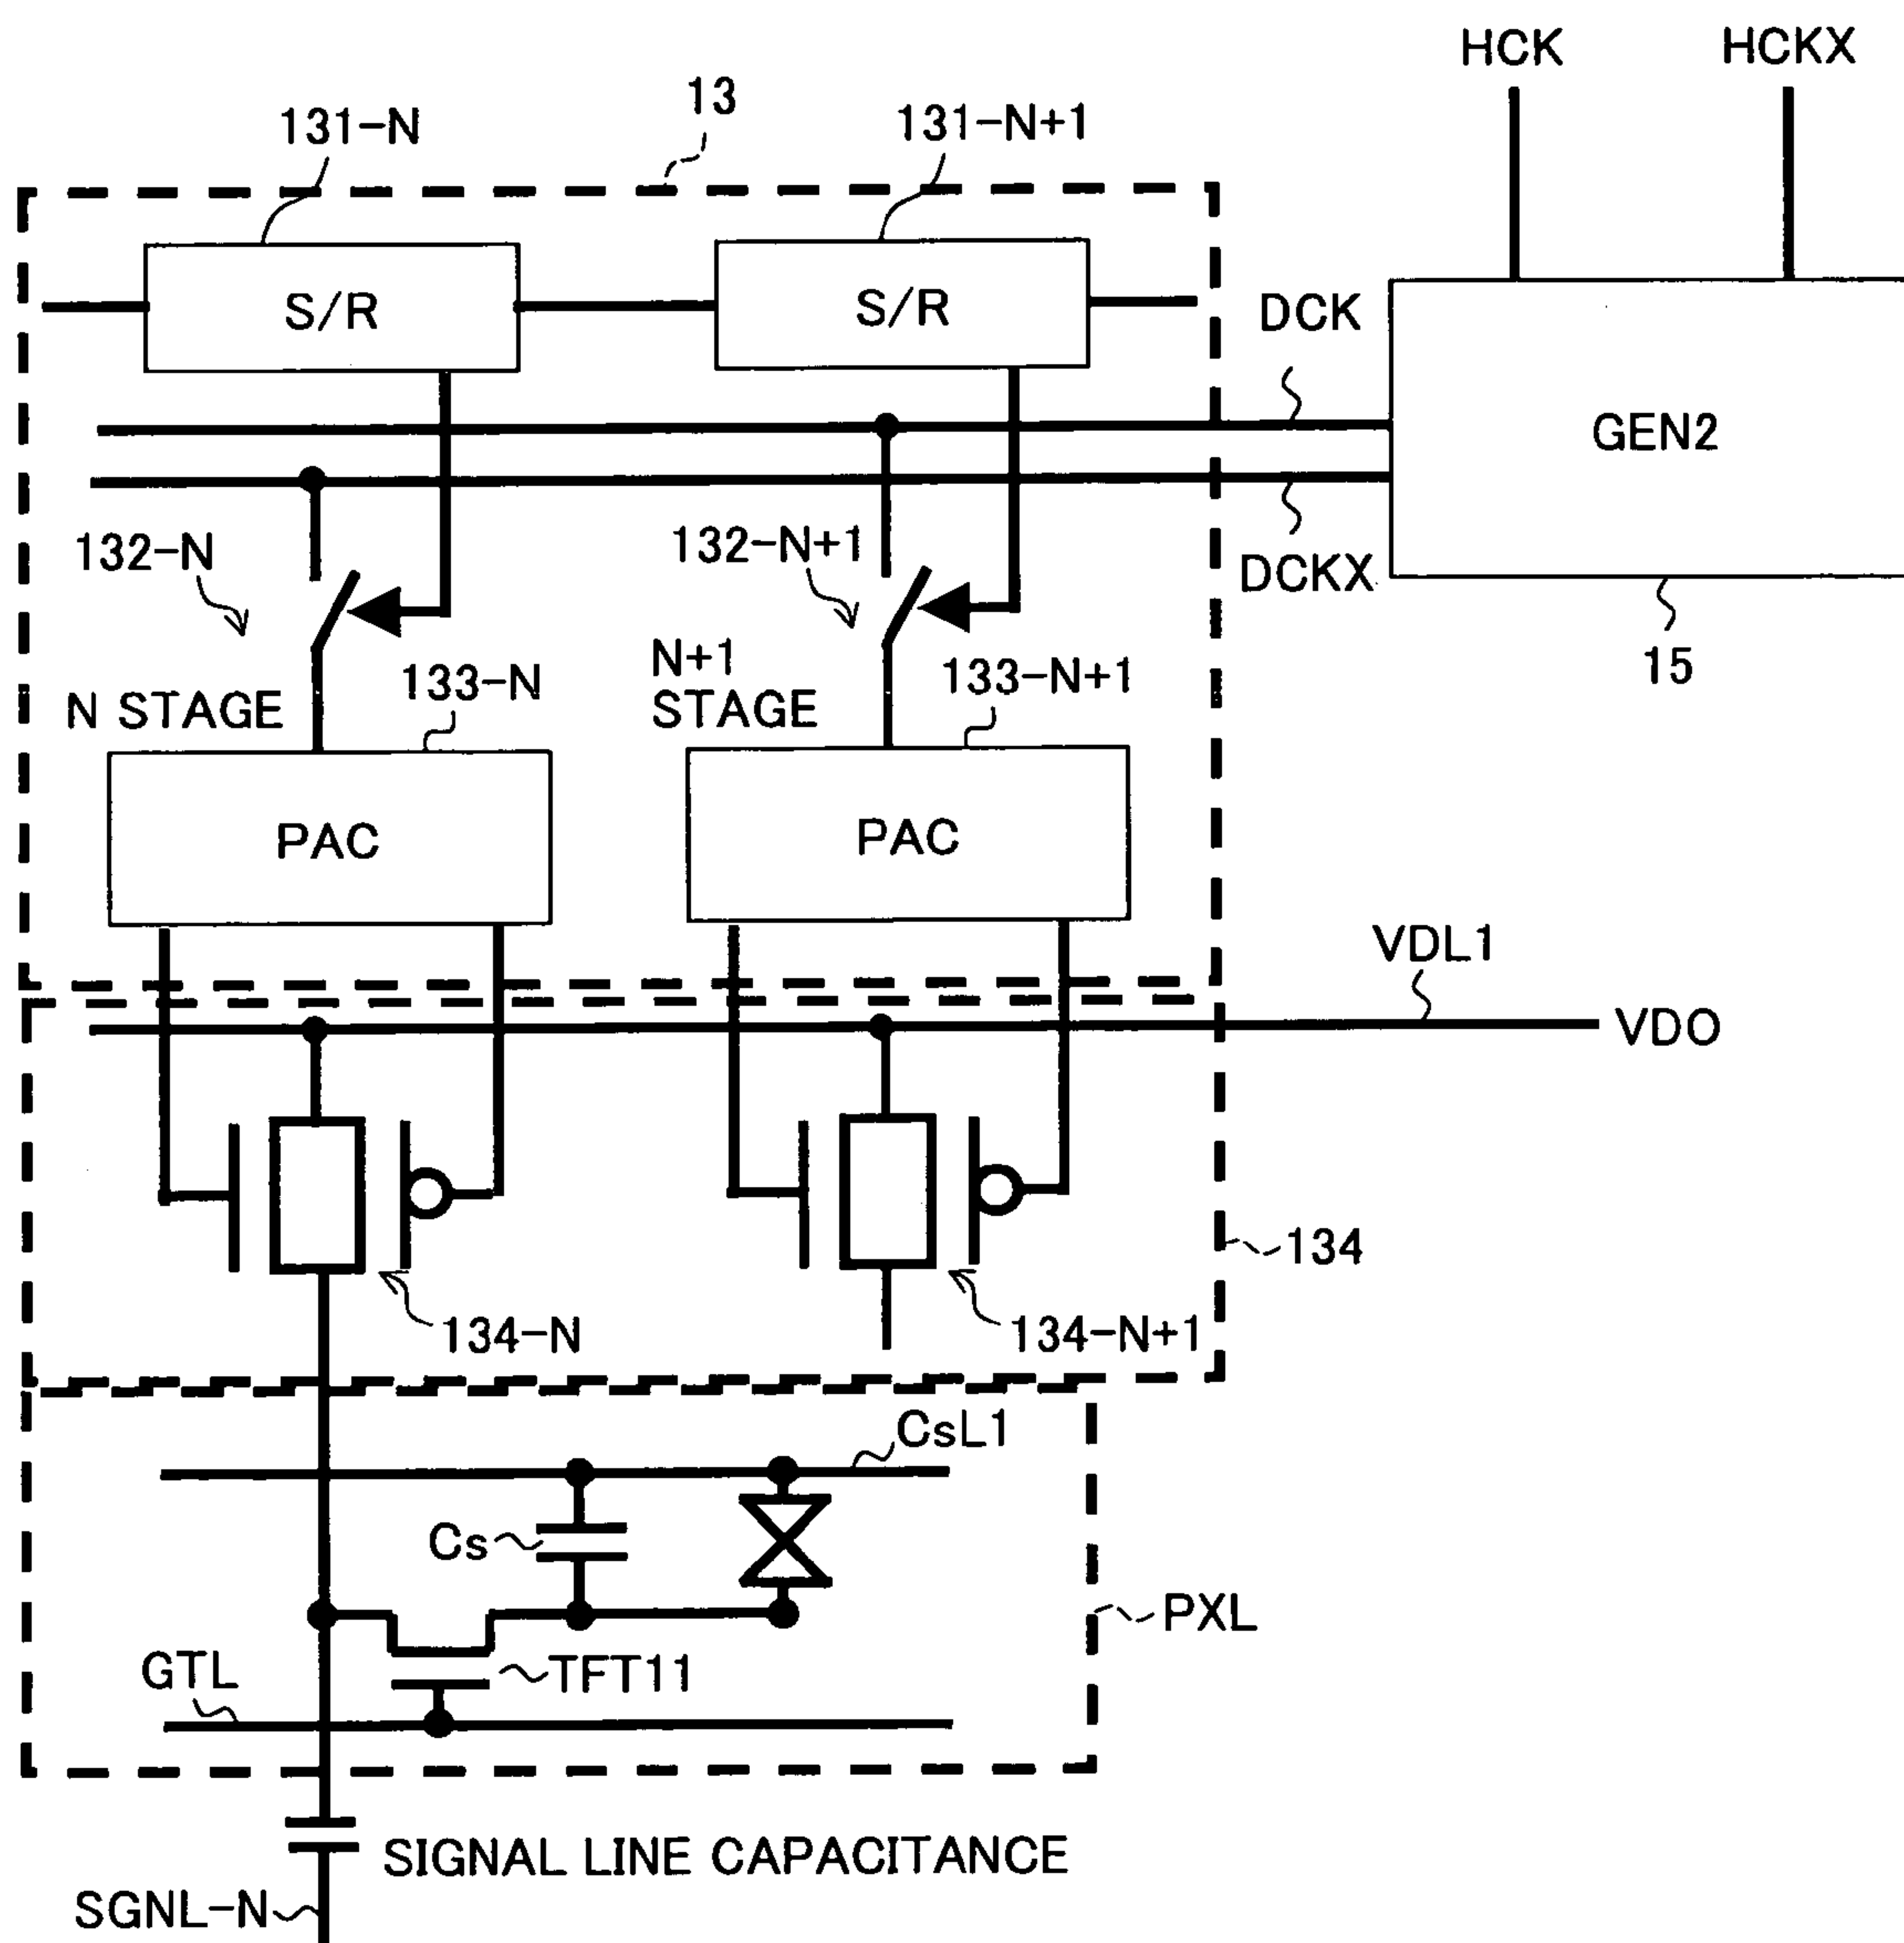 HCK
HCKX
13
131-N
131-N+1
S/R
S/R
DCK
GEN2
132-N
132-N+1
DCKX
15
N STAGE
133-N
N+1
STAGE
133-N+1
PAC
PAC
VDL1
VDO
134
134-N
134-N+1
CsL1
Cs
PXL
GTL
TFT11
SIGNAL LINE CAPACITANCE
SGNL-N